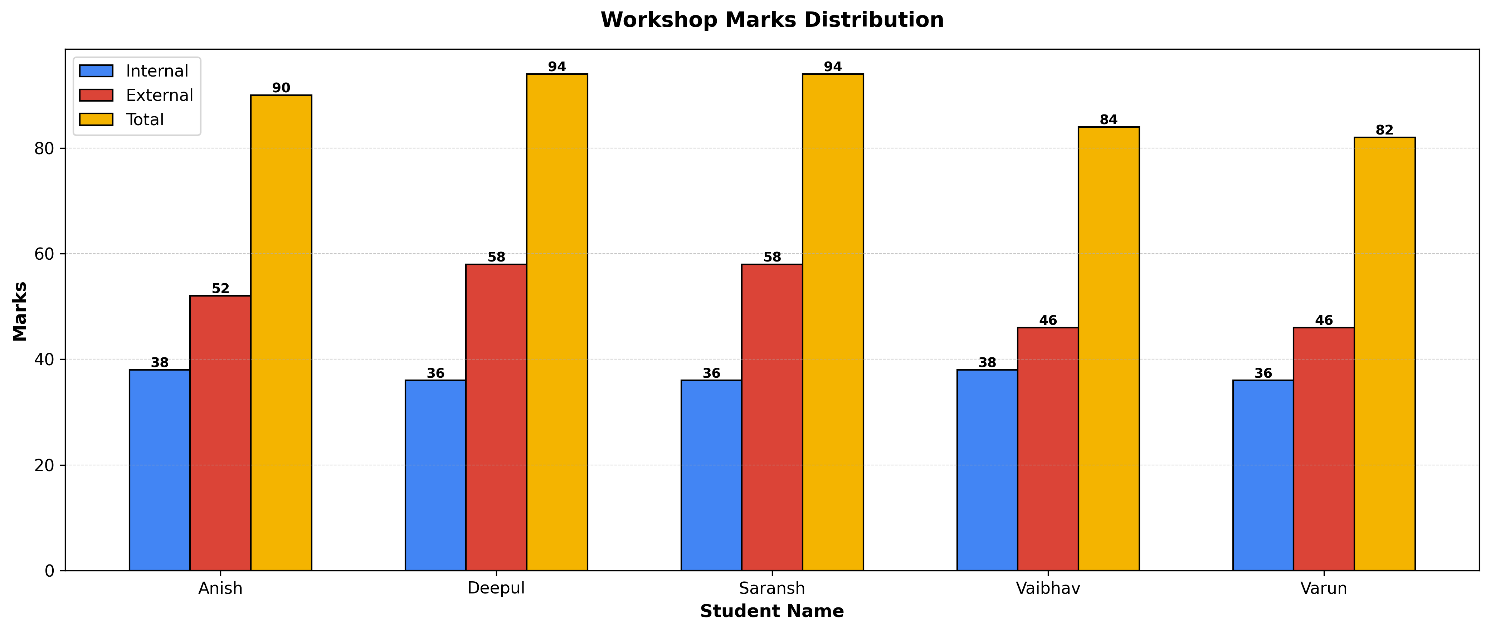 Workshop Marks Distribution
Internal
External
Total
Marks
80
60
40
20
0
38
52
90
36
58
94
36
58
94
38
46
84
36
46
82
Anish
Deepul
Saransh
Vaibhav
Varun
Student Name